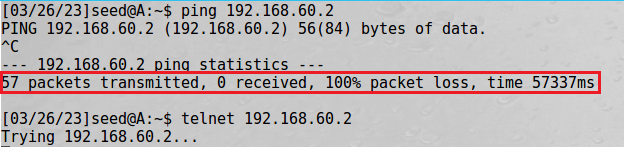 [03/26/23]seed@A:~$ ping 192.168.60.2
PING 192.168.60.2 (192.168.60.2) 56(84) bytes of data.
^C
--- 192.168.60.2 ping statistics ---
57 packets transmitted, 0 received, 100% packet loss, time 57337ms
[03/26/23]seed@A:~$ telnet 192.168.60.2
Trying 192.168.60.2...